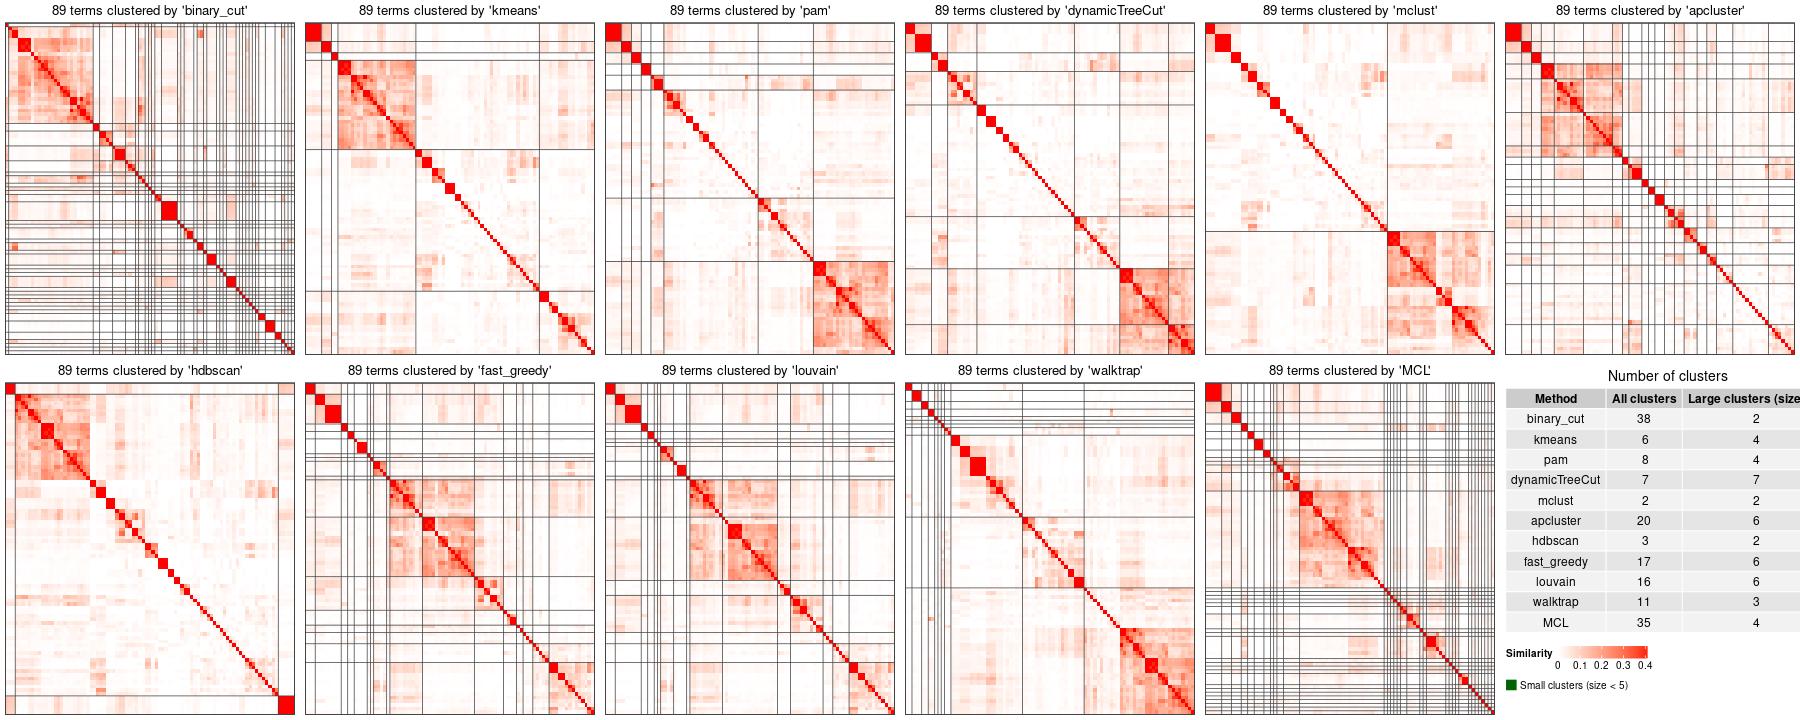 89 terms clustered by 'binary_cut'
89 terms clustered by 'kmeans'
89 terms clustered by 'pam'
89 terms clustered by 'dynamicTreeCut'
89 terms clustered by 'mclust'
89 terms clustered by 'apcluster'
89 terms clustered by 'hdbscan'
89 terms clustered by 'fast_greedy'
89 terms clustered by 'louvain'
89 terms clustered by 'walktrap'
89 terms clustered by 'MCL'
Number of clusters
Method All clusters Large clusters (size
binary_cut 38 2
kmeans 6 4
pam 8 4
dynamicTreeCut 7 7
mclust 2 2
apcluster 20 6
hdbscan 3 2
fast_greedy 17 6
louvain 16 6
walktrap 11 3
MCL 35 4
Similarity
0 0.1 0.2 0.3 0.4
Small clusters (size < 5)